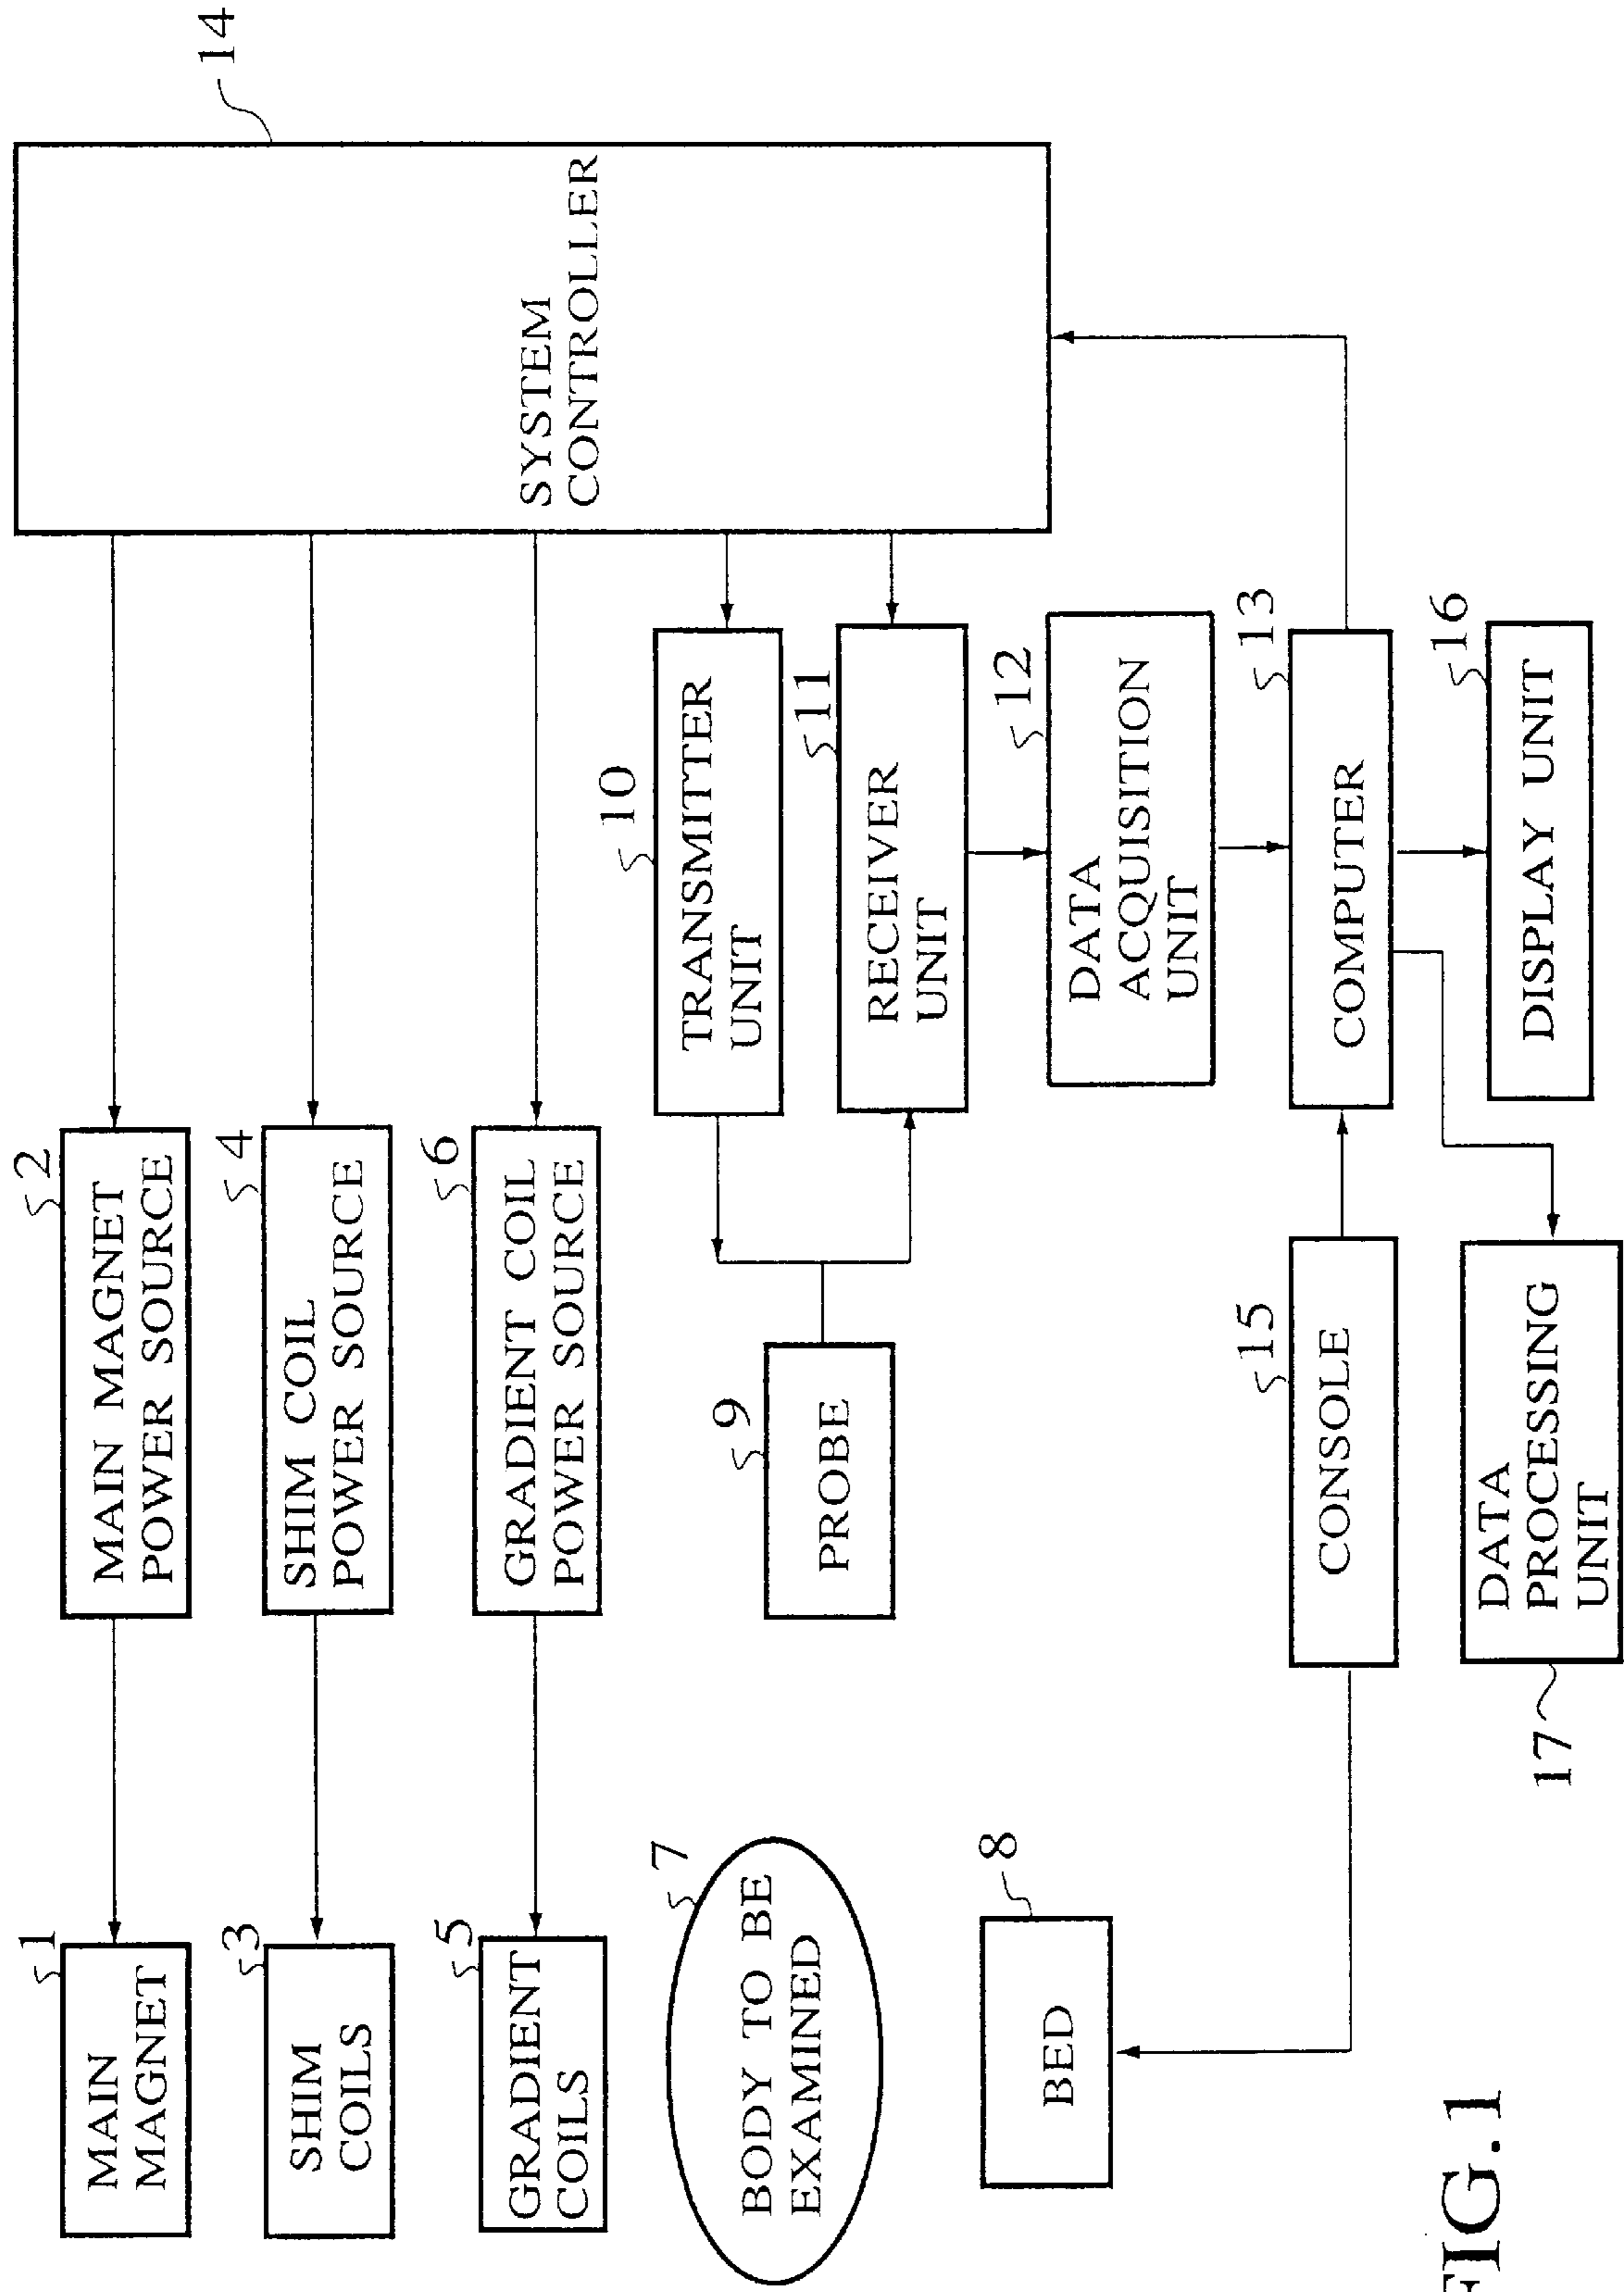 14
SYSTEM
CONTROLLER
2
MAIN MAGNET
POWER SOURCE
1
MAIN
MAGNET
4
SHIM COIL
POWER SOURCE
3
SHIM
COILS
6
GRADIENT COIL
POWER SOURCE
5
GRADIENT
COILS
10
TRANSMITTER
UNIT
7
BODY TO BE
EXAMINED
9
PROBE
11
RECEIVER
UNIT
12
DATA
ACQUISITION
UNIT
8
BED
15
CONSOLE
13
COMPUTER
16
DISPLAY UNIT
DATA
PROCESSING
UNIT
17
FIG.1